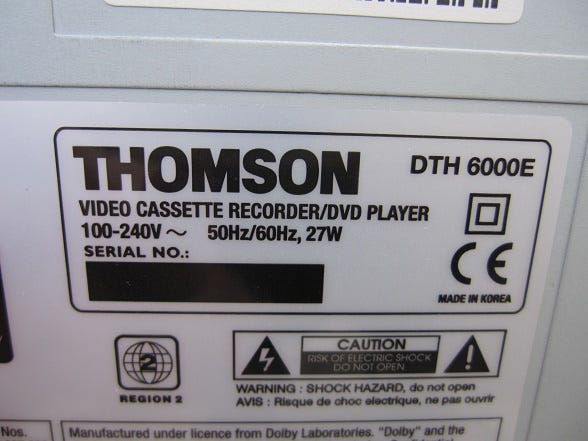 THOMSON DTH 6000E
VIDEO CASSETTE RECORDER/DVD PLAYER
100-240V ~ 50Hz/60Hz, 27W
SERIAL NO.:
CE
MADE IN KOREA
2
REGION 2
CAUTION
RISK OF ELECTRIC SHOCK
DO NOT OPEN
WARNING : SHOCK HAZARD, do not open
AVIS : Risque de choc electrique, ne pas ouvrir
Nos.
Manufactured under licence from Dolby Laboratories. "Dolby" and the